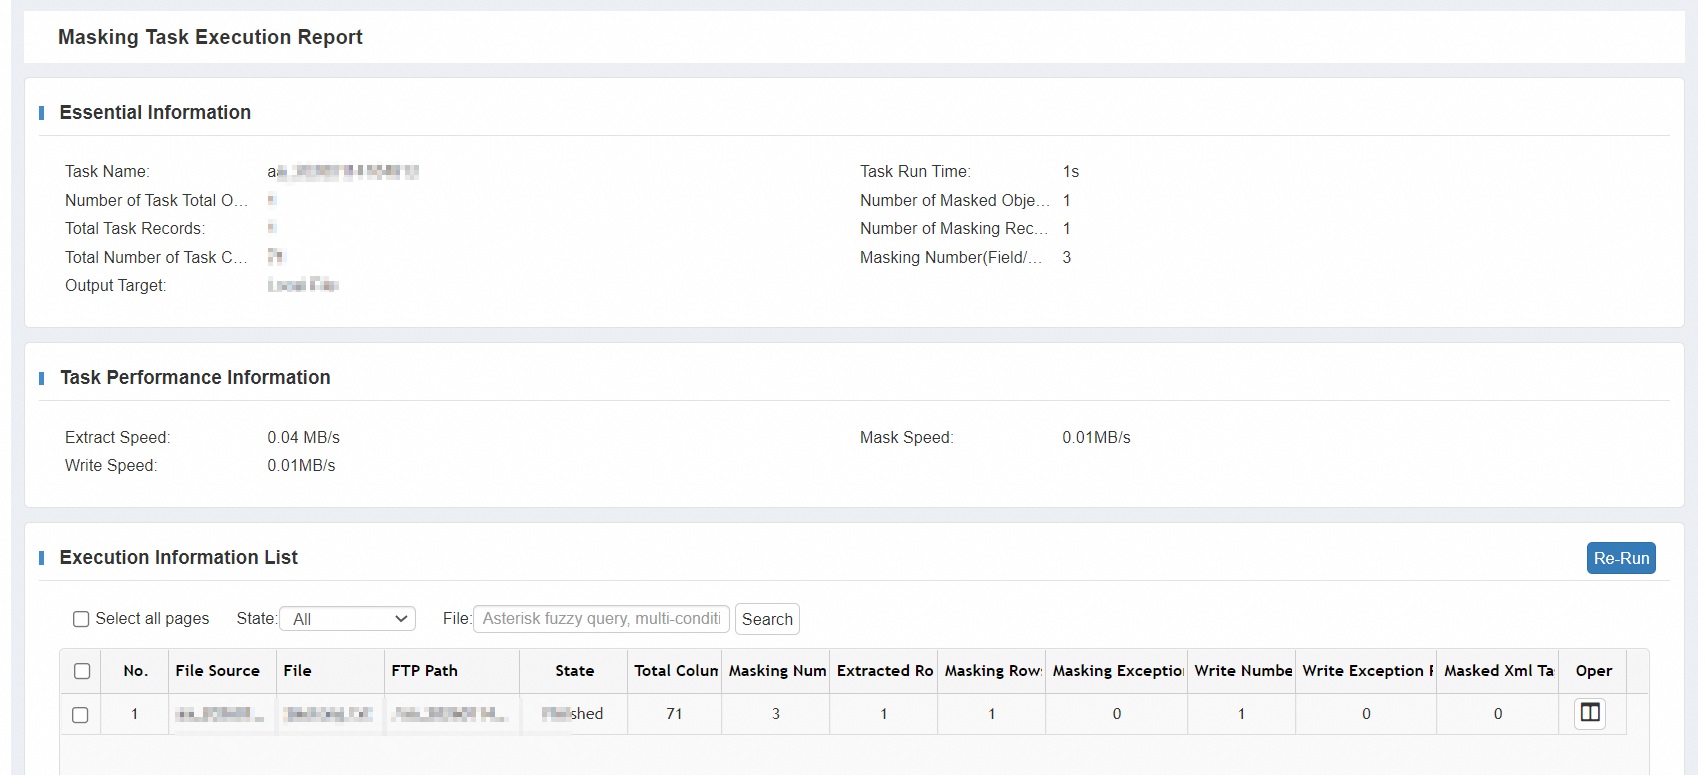 Masking Task Execution Report
Essential Information
Task Name:
Task Run Time: 1s
Number of Task Total O...
Number of Masked Obje... 1
Total Task Records:
Number of Masking Rec... 1
Total Number of Task C...
Masking Number(Field/... 3
Output Target:
Task Performance Information
Extract Speed: 0.04 MB/s
Mask Speed: 0.01MB/s
Write Speed: 0.01MB/s
Execution Information List
Re-Run
Select all pages State: All File: Asterisk fuzzy query, multi-conditi Search
No. File Source File FTP Path State Total Colum Masking Num Extracted Ro Masking Row Masking Exceptio Write Numbe Write Exception Masked Xml Ta Oper
1 71 3 1 1 0 1 0 0